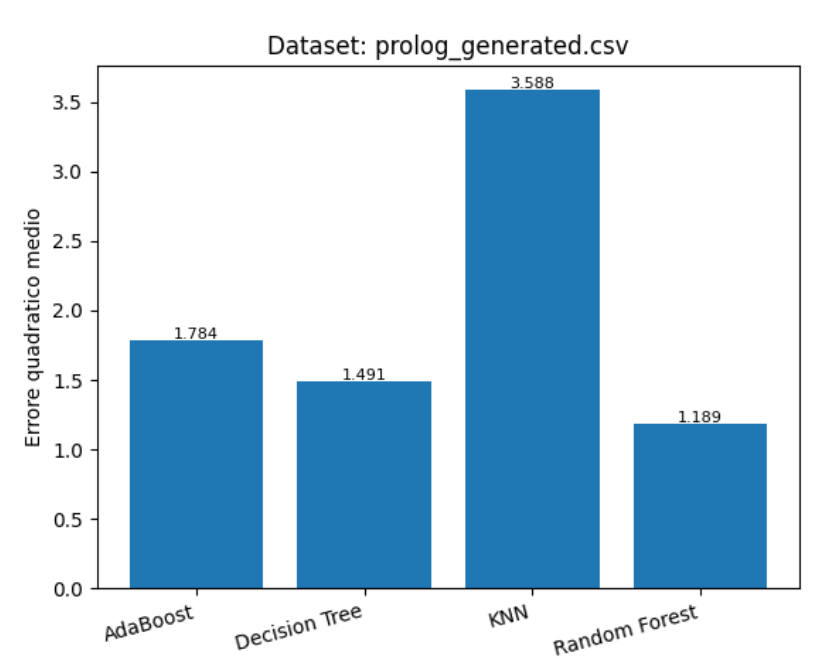 Dataset: prolog_generated.csv
Errore quadratico medio
3.5
3.0
2.5
2.0
1.5
1.0
0.5
0.0
1.784
1.491
3.588
1.189
AdaBoost
Decision Tree
KNN
Random Forest